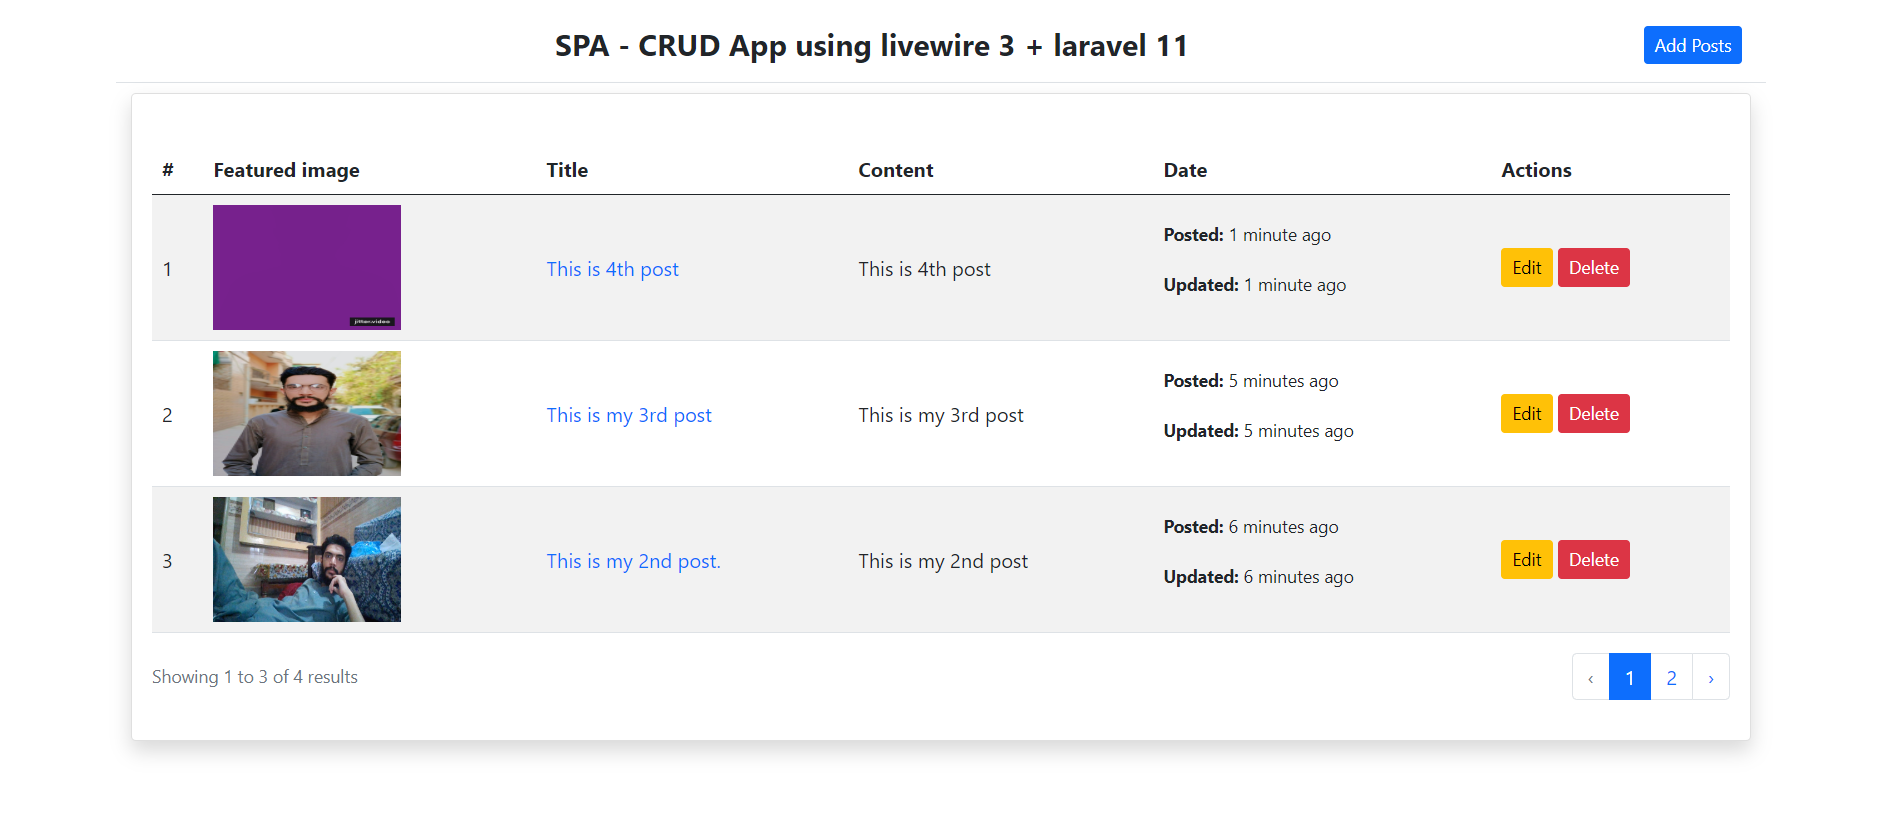 SPA - CRUD App using livewire 3 + laravel 11
Add Posts
# Featured image Title Content Date Actions
1 This is 4th post This is 4th post Posted: 1 minute ago
Updated: 1 minute ago
Edit Delete
jitter.video
2 This is my 3rd post This is my 3rd post Posted: 5 minutes ago
Updated: 5 minutes ago
Edit Delete
3 This is my 2nd post. This is my 2nd post Posted: 6 minutes ago
Updated: 6 minutes ago
Edit Delete
Showing 1 to 3 of 4 results
‹ 1 2 ›